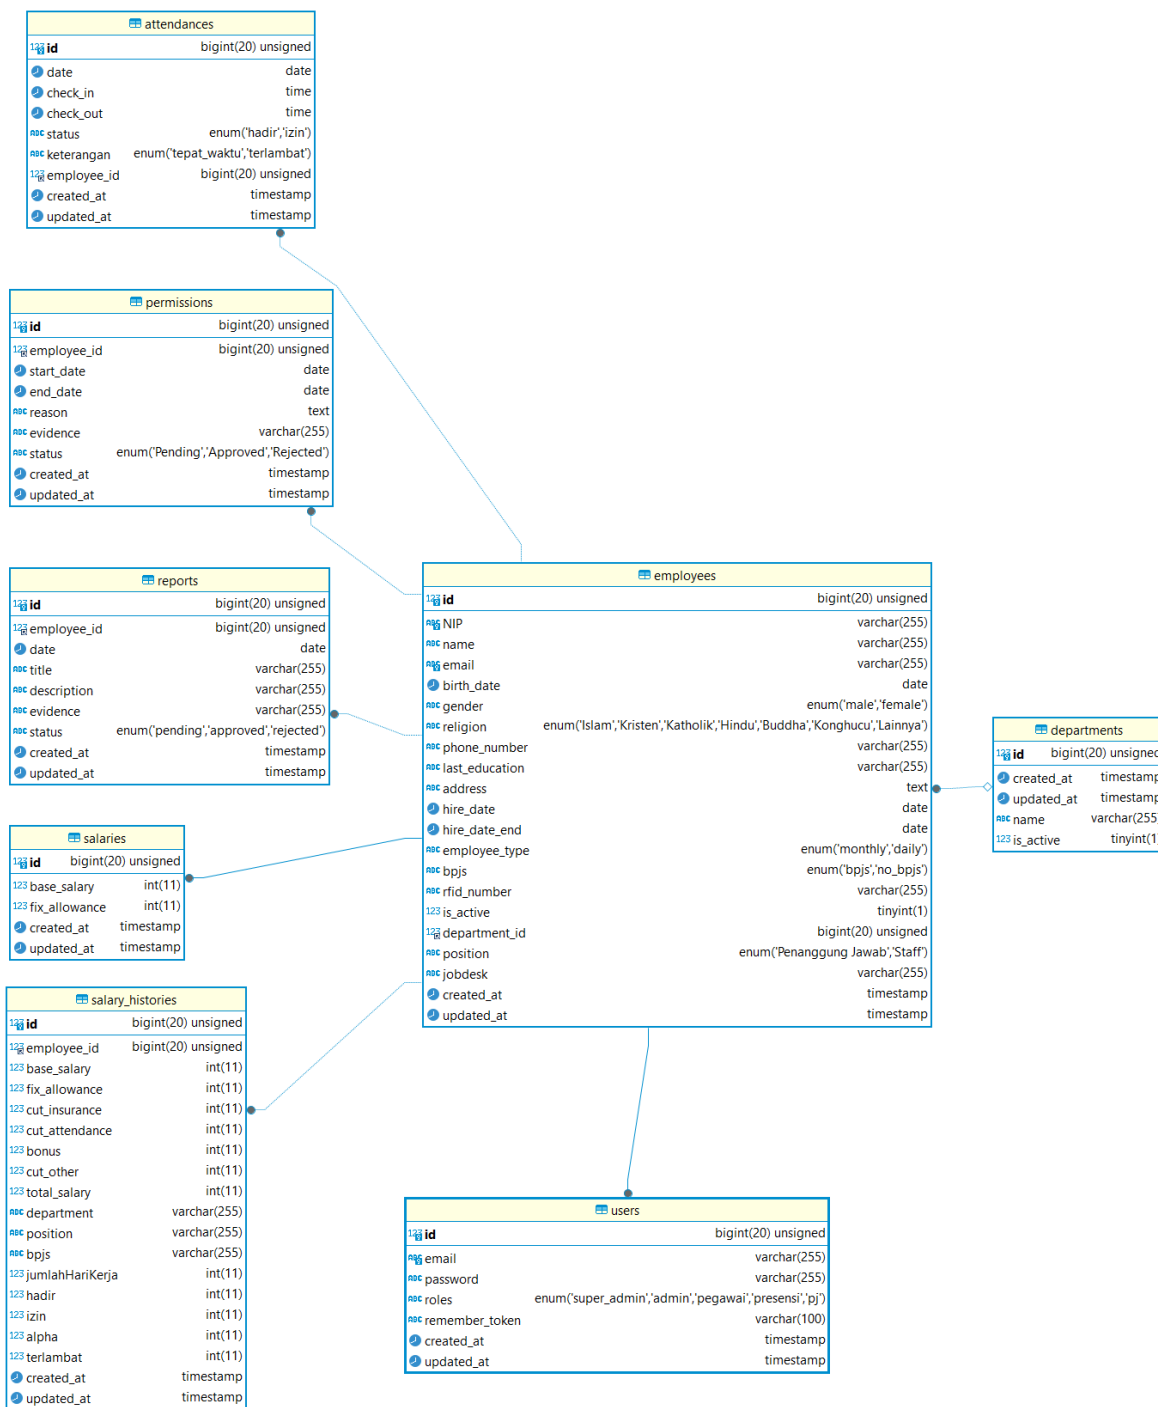 attendances
id bigint(20) unsigned
date date
check_in time
check_out time
status enum('hadir','izin')
keterangan enum('tepat_waktu','terlambat')
employee_id bigint(20) unsigned
created_at timestamp
updated_at timestamp
permissions
id bigint(20) unsigned
employee_id bigint(20) unsigned
start_date date
end_date date
reason text
evidence varchar(255)
status enum('Pending','Approved','Rejected')
created_at timestamp
updated_at timestamp
reports
id bigint(20) unsigned
employee_id bigint(20) unsigned
date date
title varchar(255)
description varchar(255)
evidence varchar(255)
status enum('pending','approved','rejected')
created_at timestamp
updated_at timestamp
salaries
id bigint(20) unsigned
base_salary int(11)
fix_allowance int(11)
created_at timestamp
updated_at timestamp
salary_histories
id bigint(20) unsigned
employee_id bigint(20) unsigned
base_salary int(11)
fix_allowance int(11)
cut_insurance int(11)
cut_attendance int(11)
bonus int(11)
cut_other int(11)
total_salary int(11)
department varchar(255)
position varchar(255)
bpjs varchar(255)
jumlahHariKerja int(11)
hadir int(11)
izin int(11)
alpha int(11)
terlambat int(11)
created_at timestamp
updated_at timestamp
employees
id bigint(20) unsigned
NIP varchar(255)
name varchar(255)
email varchar(255)
birth_date date
gender enum('male','female')
religion enum('Islam','Kristen','Katholik','Hindu','Buddha','Konghucu','Lainnya')
phone_number varchar(255)
last_education varchar(255)
address text
hire_date date
hire_date_end date
employee_type enum('monthly','daily')
bpjs enum('bpjs','no_bpjs')
rfid_number varchar(255)
is_active tinyint(1)
department_id bigint(20) unsigned
position enum('Penanggung Jawab','Staff')
jobdesk varchar(255)
created_at timestamp
updated_at timestamp
departments
id bigint(20) unsigned
created_at timestamp
updated_at timestamp
name varchar(255)
is_active tinyint(1)
users
id bigint(20) unsigned
email varchar(255)
password varchar(255)
roles enum('super_admin','admin','pegawai','presensi','pj')
remember_token varchar(100)
created_at timestamp
updated_at timestamp